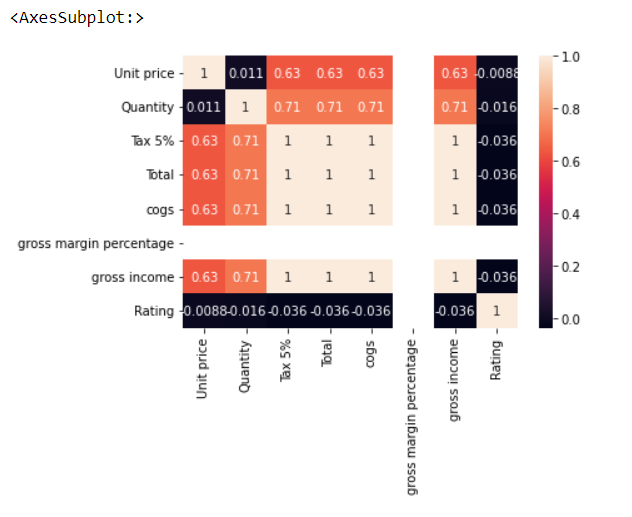 <AxesSubplot:>
Unit price 1 0.011 0.63 0.63 0.63 0.63 -0.0088 1.0
Quantity 0.011 1 0.71 0.71 0.71 0.71 -0.016 0.8
Tax 5% 0.63 0.71 1 1 1 1 -0.036
Total 0.63 0.71 1 1 1 1 -0.036 0.6
cogs 0.63 0.71 1 1 1 1 -0.036 0.4
gross margin percentage
gross income 0.63 0.71 1 1 1 1 -0.036 0.2
Rating -0.0088 -0.016 -0.036 -0.036 -0.036 -0.036 1 0.0
Unit price
Quantity
Tax 5%
Total
cogs
gross margin percentage
gross income
Rating